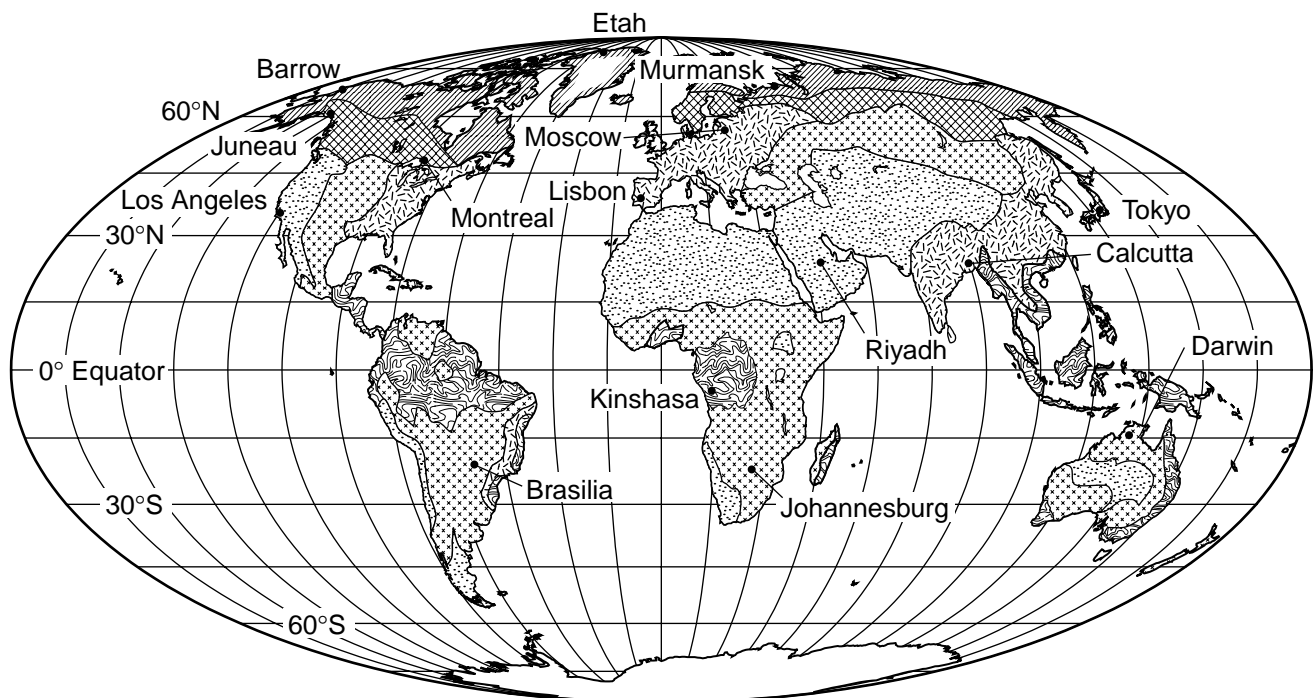 Etah
Barrow
Murmansk
60°N
Moscow
Juneau
Los Angeles
Lisbon
Montreal
Tokyo
30°N
Calcutta
Riyadh
Darwin
0° Equator
Kinshasa
Brasilia
30°S
Johannesburg
60°S